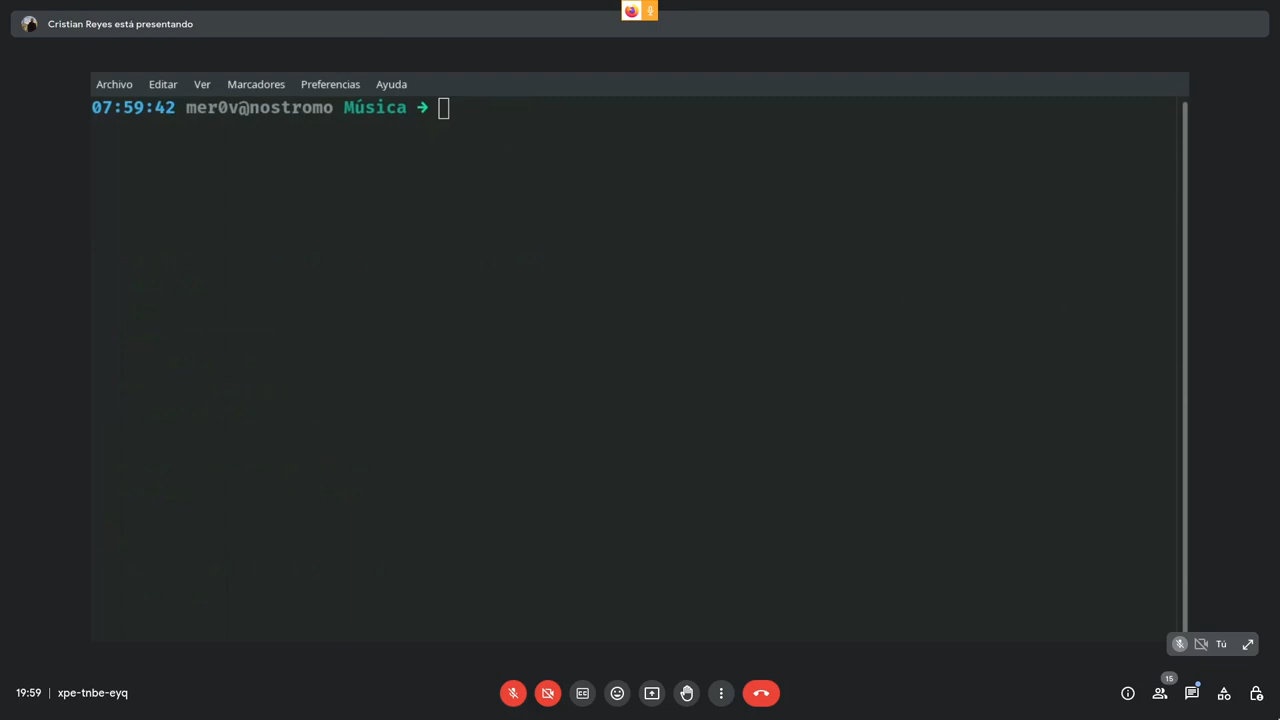 Cristian Reyes está presentando
Archivo Editar Ver Marcadores Preferencias Ayuda
07:59:42 mer0v@nostromo Música ➜
Tú
19:59 | xpe-tnbe-eyq
15